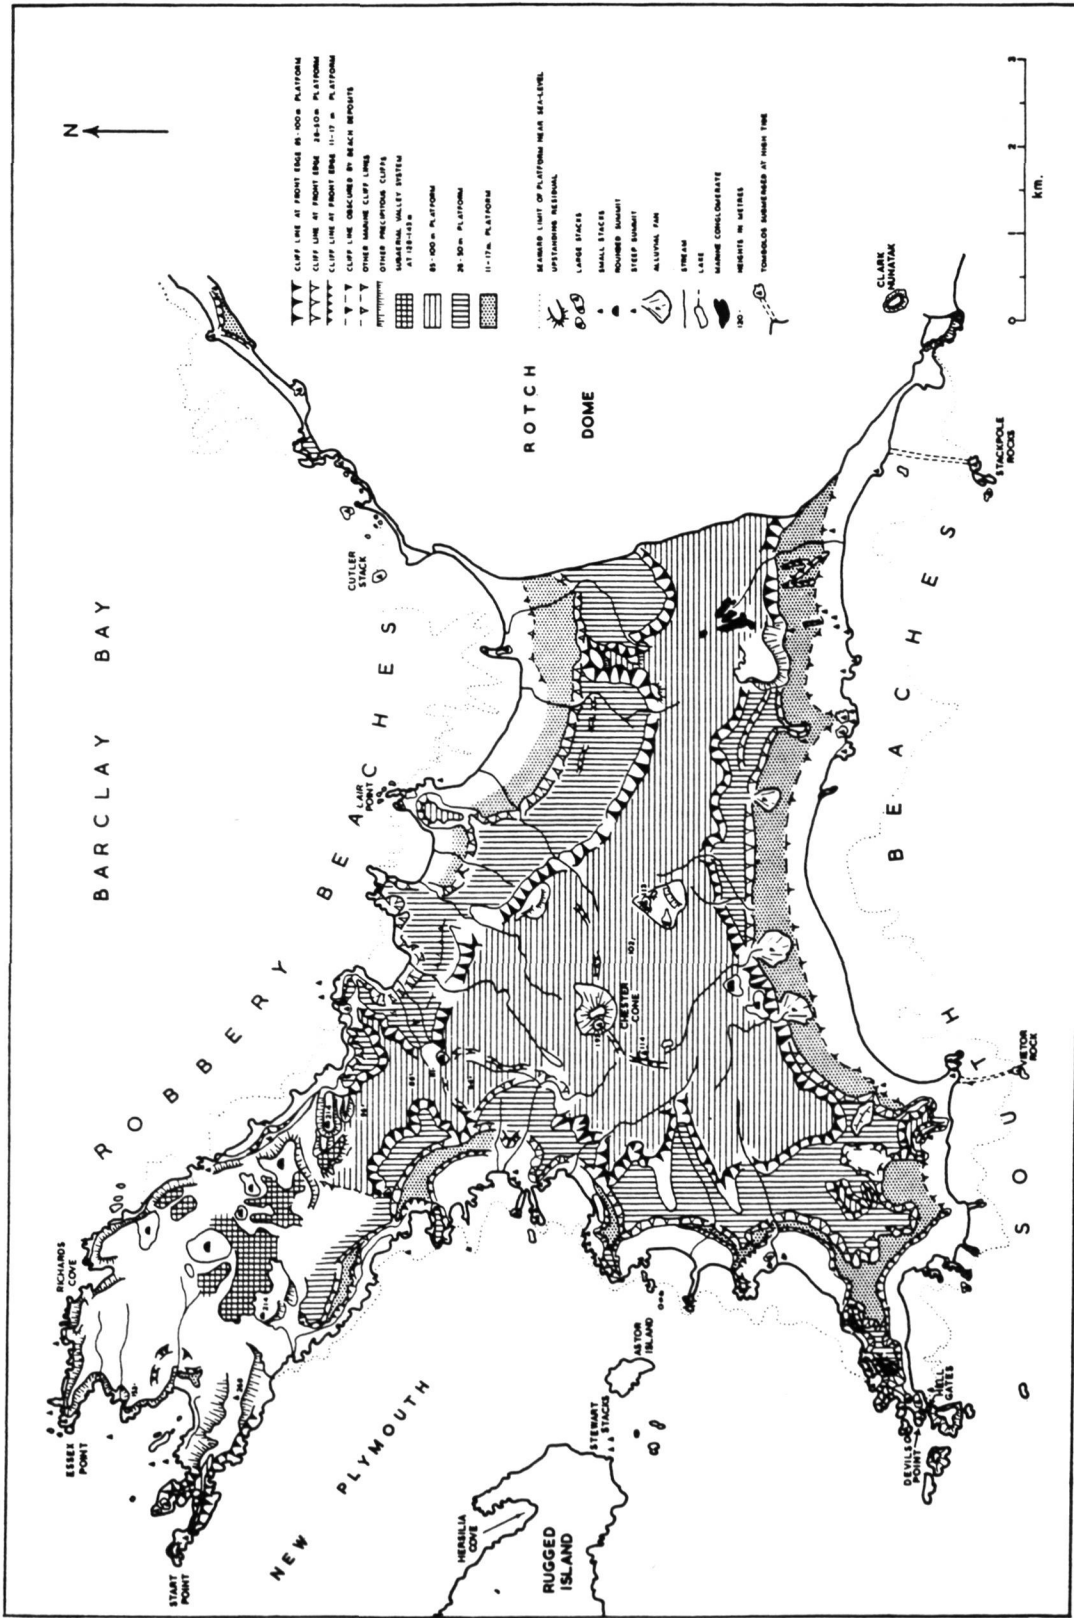 N
CLIFF LINE AT FRONT EDGE 85-100m PLATFORM
CLIFF LINE AT FRONT EDGE 28-50m PLATFORM
CLIFF LINE AT FRONT EDGE 11-17 m PLATFORM
CLIFF LINE OBSCURED BY BEACH DEPOSITS
OTHER MARINE CLIFF LINES
OTHER PRECIPITOUS CLIFFS
SUBAERIAL VALLEY SYSTEM
85-100m PLATFORM
28-50m PLATFORM
11-17m PLATFORM
SEAWARD LIMIT OF PLATFORM NEAR SEA-LEVEL
UPSTANDING RESIDUAL
LARGE STACKS
SMALL STACKS
ROUNDED SUMMIT
STEEP SUMMIT
ALLUVIAL FAN
STREAM
LAKE
MARINE CONGLOMERATE
HEIGHTS IN METRES
TOMBOLOS SUBMERGED AT HIGH TIDE
0 1 2 3
km.
BARCLAY BAY
ROBBERY BEACHES
CUTLER
STACK
LAIR
POINT
ROTCH
DOME
CLARK
NUNATAK
STACKPOLE
ROCKS
SOUTH BEACHES
VIETOR
ROCK
CHESTER
CONE
102
RICHARDS
COVE
ESSEX
POINT
START
POINT
NEW PLYMOUTH
HERSILIA
COVE
RUGGED
ISLAND
STEWART
STACKS
ASTOR
ISLAND
DEVILS
POINT
HELL
GATES